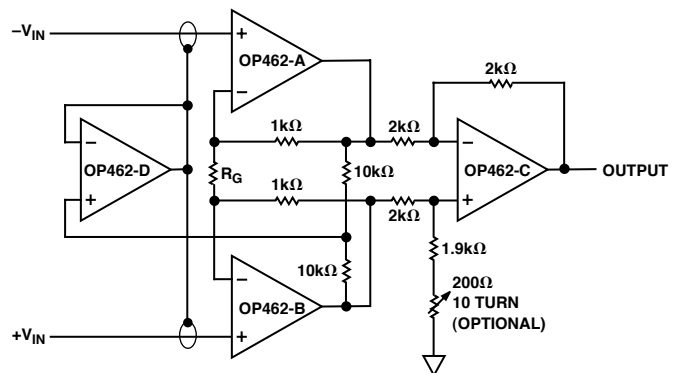 –VIN
+
OP462-A
–
2kΩ
1kΩ
2kΩ
–
OP462-D
+
RG
10kΩ
–
OP462-C
+
OUTPUT
1kΩ
2kΩ
10kΩ
1.9kΩ
–
OP462-B
+
200Ω
10 TURN
(OPTIONAL)
+VIN